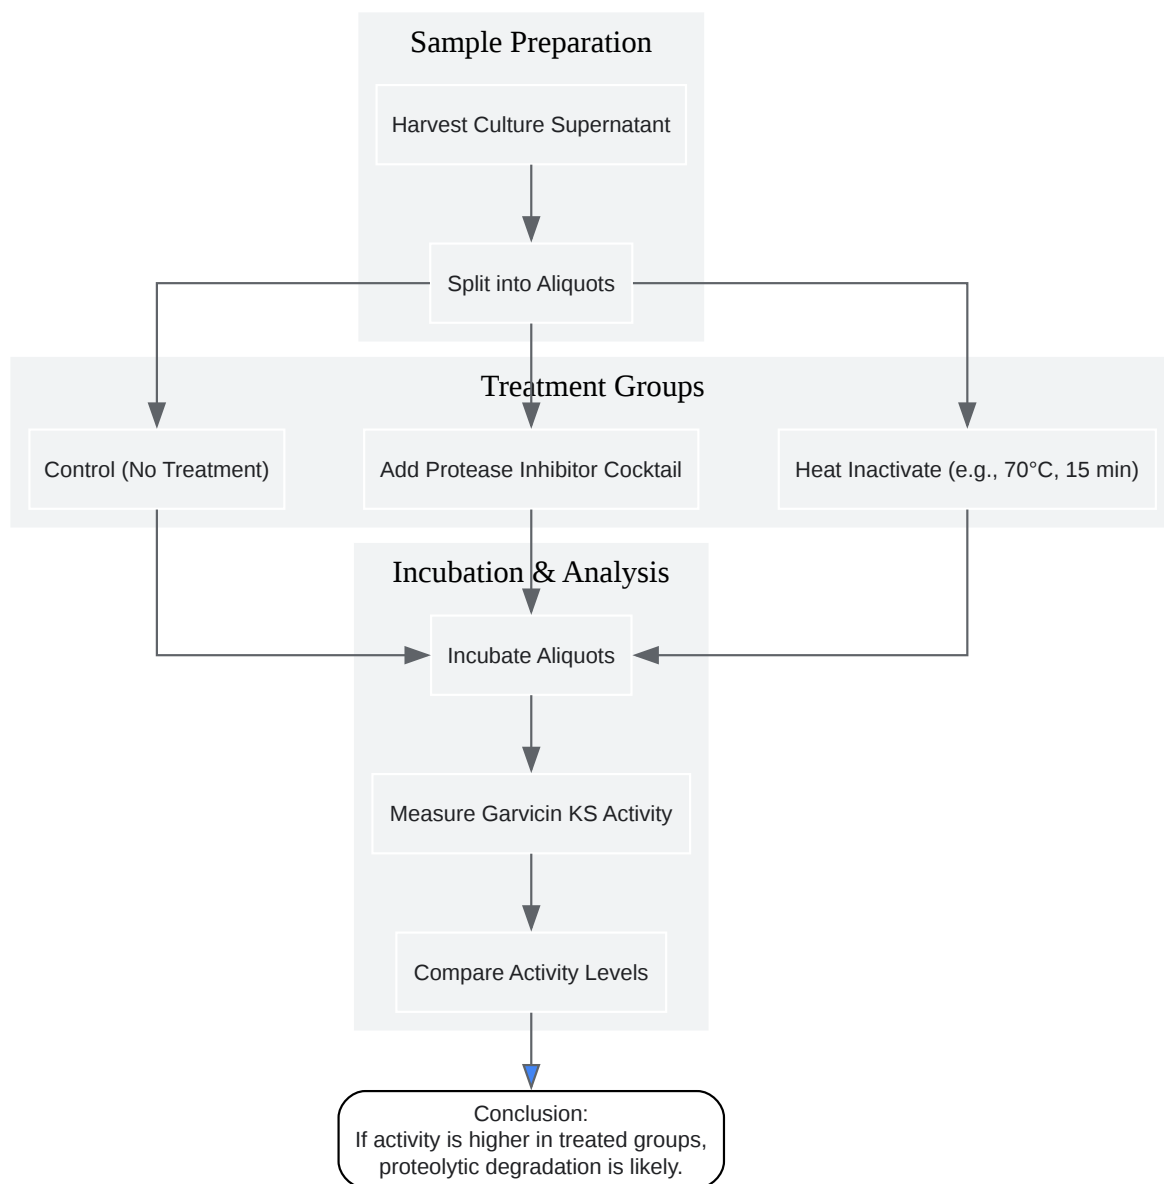 Sample Preparation
Harvest Culture Supernatant
Split into Aliquots
Treatment Groups
Control (No Treatment)
Add Protease Inhibitor Cocktail
Heat Inactivate (e.g., 70°C, 15 min)
Incubation & Analysis
Incubate Aliquots
Measure Garvicin KS Activity
Compare Activity Levels
Conclusion:
If activity is higher in treated groups,
proteolytic degradation is likely.